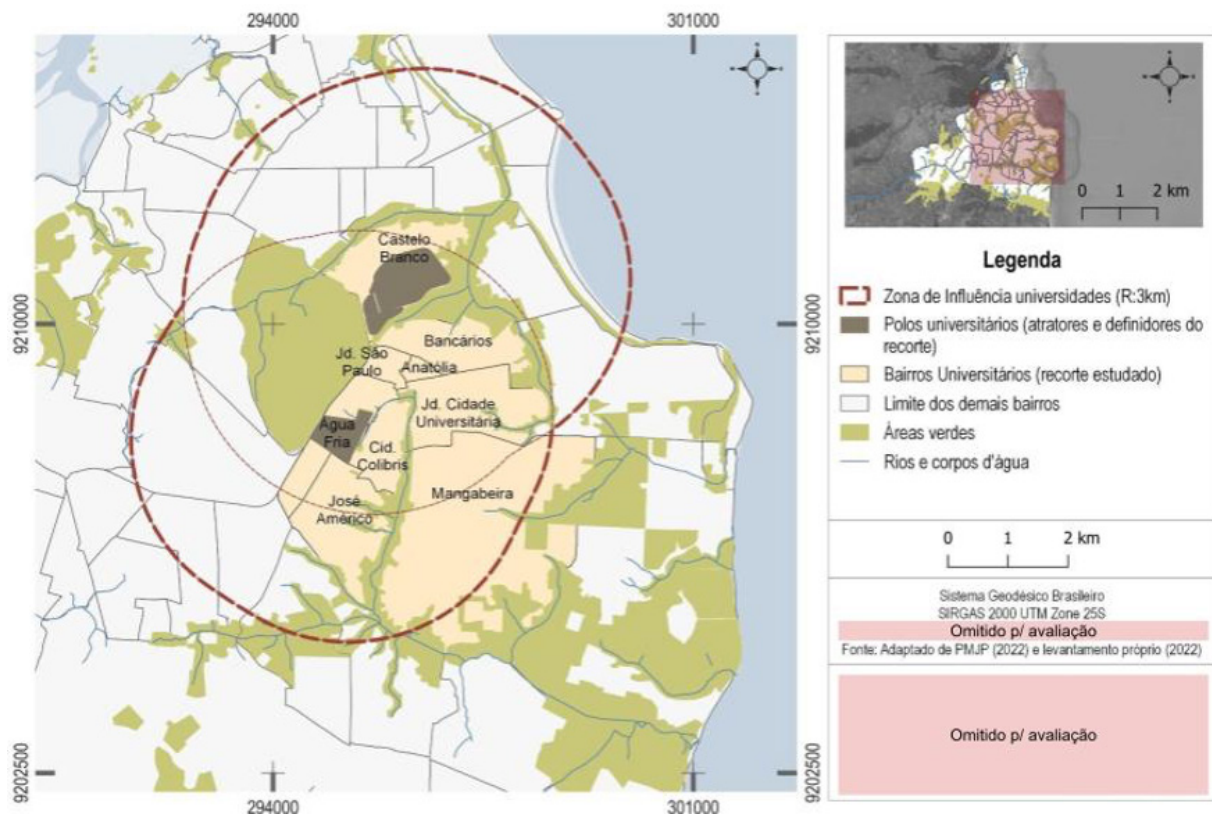 294000
301000
9210000
9210000
9202500
9202500
294000
301000
Castelo
Branco
Bancários
Jd. São
Paulo
Anatólia
Jd. Cidade
Universitária
Água
Fria
Cid.
Colibris
Mangabeira
José
Américo
0 1 2 km
Legenda
Zona de Influência universidades (R:3km)
Polos universitários (atratores e definidores do
recorte)
Bairros Universitários (recorte estudado)
Limite dos demais bairros
Áreas verdes
Rios e corpos d'água
0 1 2 km
Sistema Geodésico Brasileiro
SIRGAS 2000 UTM Zone 25S
Omitido p/ avaliação
Fonte: Adaptado de PMJP (2022) e levantamento próprio (2022)
Omitido p/ avaliação